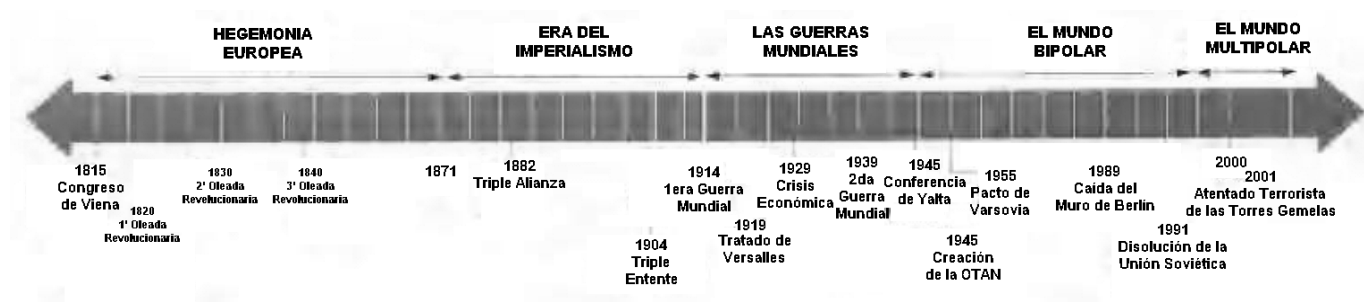 HEGEMONIA
EUROPEA
ERA DEL
IMPERIALISMO
LAS GUERRAS
MUNDIALES
EL MUNDO
BIPOLAR
EL MUNDO
MULTIPOLAR
1815
Congreso
de Viena
1820
1ª Oleada
Revolucionaria
1830
2ª Oleada
Revolucionaria
1840
3ª Oleada
Revolucionaria
1871
1882
Triple Alianza
1904
Triple
Entente
1914
1era Guerra
Mundial
1919
Tratado de
Versalles
1929
Crisis
Económica
1939
2da
Guerra
Mundial
1945
Conferencia
de Yalta
1945
Creación
de la OTAN
1955
Pacto de
Varsovia
1989
Caida del
Muro de Berlín
1991
Disolución de la
Unión Soviética
2000
2001
Atentado Terrorista
de las Torres Gemelas